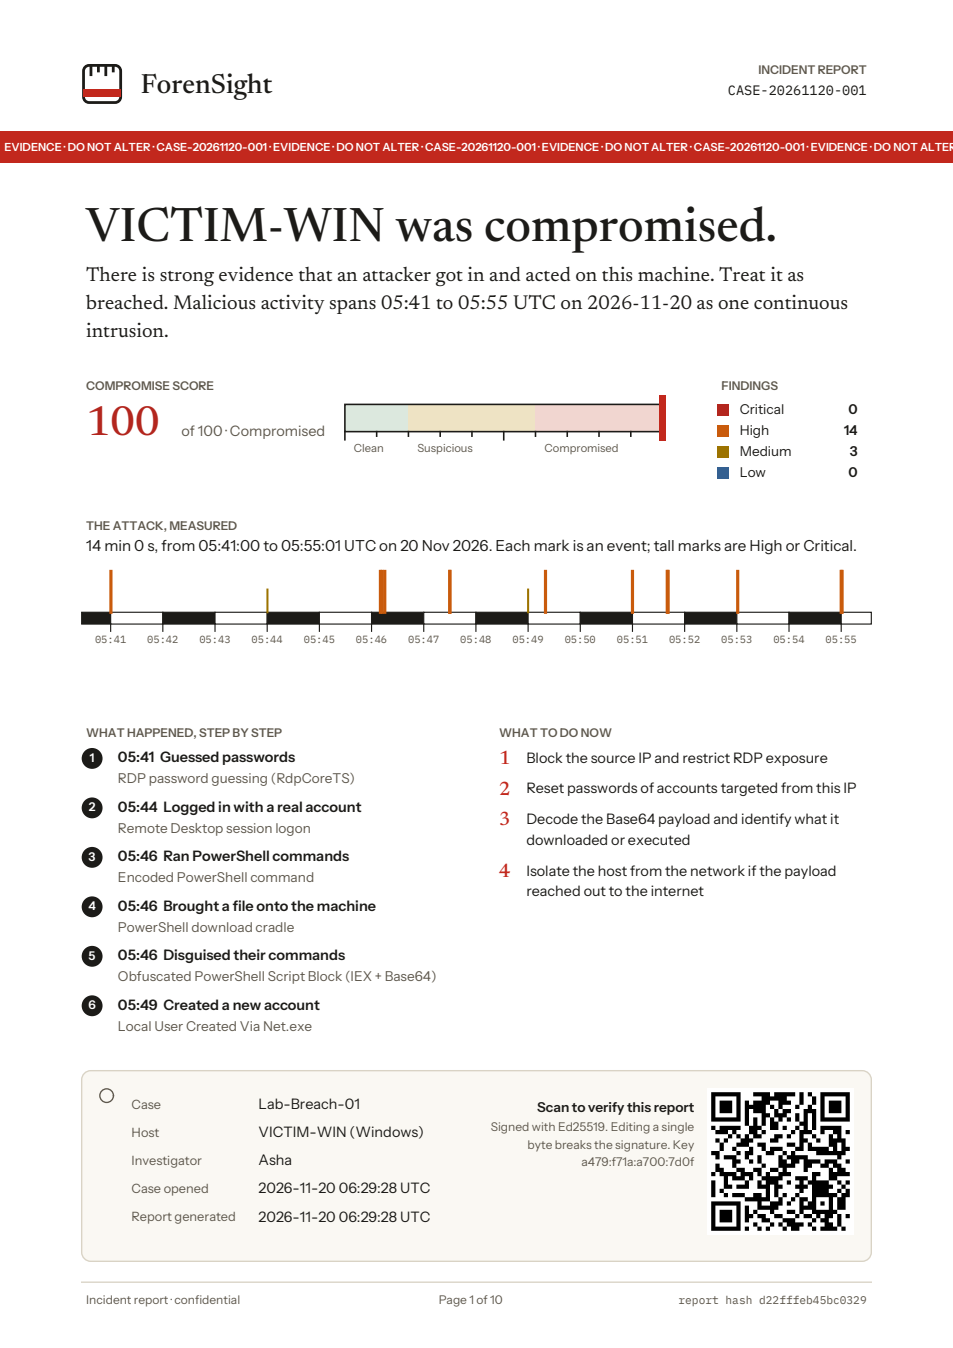 ForenSight
INCIDENT REPORT
CASE-20261120-001
EVIDENCE · DO NOT ALTER · CASE-20261120-001 · EVIDENCE · DO NOT ALTER · CASE-20261120-001 · EVIDENCE · DO NOT ALTER · CASE-20261120-001 · EVIDENCE · DO NOT ALTER
VICTIM-WIN was compromised.
There is strong evidence that an attacker got in and acted on this machine. Treat it as
breached. Malicious activity spans 05:41 to 05:55 UTC on 2026-11-20 as one continuous
intrusion.
COMPROMISE SCORE
100 of 100 · Compromised
Clean Suspicious Compromised
FINDINGS
Critical 0
High 14
Medium 3
Low 0
THE ATTACK, MEASURED
14 min 0 s, from 05:41:00 to 05:55:01 UTC on 20 Nov 2026. Each mark is an event; tall marks are High or Critical.
05:41 05:42 05:43 05:44 05:45 05:46 05:47 05:48 05:49 05:50 05:51 05:52 05:53 05:54 05:55
WHAT HAPPENED, STEP BY STEP
1 05:41 Guessed passwords
RDP password guessing (RdpCoreTS)
2 05:44 Logged in with a real account
Remote Desktop session logon
3 05:46 Ran PowerShell commands
Encoded PowerShell command
4 05:46 Brought a file onto the machine
PowerShell download cradle
5 05:46 Disguised their commands
Obfuscated PowerShell Script Block (IEX + Base64)
6 05:49 Created a new account
Local User Created Via Net.exe
WHAT TO DO NOW
1 Block the source IP and restrict RDP exposure
2 Reset passwords of accounts targeted from this IP
3 Decode the Base64 payload and identify what it
downloaded or executed
4 Isolate the host from the network if the payload
reached out to the internet
Case Lab-Breach-01
Host VICTIM-WIN (Windows)
Investigator Asha
Case opened 2026-11-20 06:29:28 UTC
Report generated 2026-11-20 06:29:28 UTC
Scan to verify this report
Signed with Ed25519. Editing a single
byte breaks the signature. Key
a479:f71a:a700:7d0f
Incident report · confidential
Page 1 of 10
report hash d22fffeb45bc0329